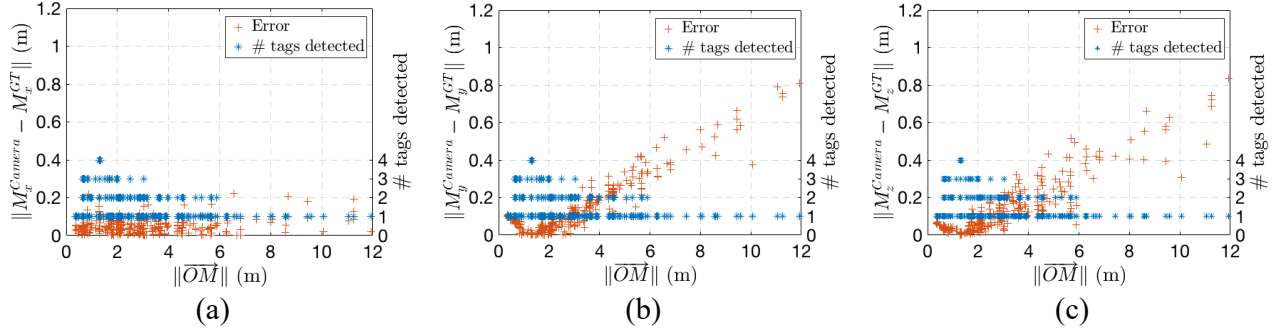 1.2
1
0.8
0.6
0.4
0.2
0
‖M_x^{Camera} − M_x^{GT}‖ (m)
Error
# tags detected
4
3
2
1
0
# tags detected
0 2 4 6 8 10 12
‖OM‖ (m)
(a)
1.2
1
0.8
0.6
0.4
0.2
0
‖M_y^{Camera} − M_y^{GT}‖ (m)
Error
# tags detected
4
3
2
1
0
# tags detected
0 2 4 6 8 10 12
‖OM‖ (m)
(b)
1.2
1
0.8
0.6
0.4
0.2
0
‖M_z^{Camera} − M_z^{GT}‖ (m)
Error
# tags detected
4
3
2
1
0
# tags detected
0 2 4 6 8 10 12
‖OM‖ (m)
(c)